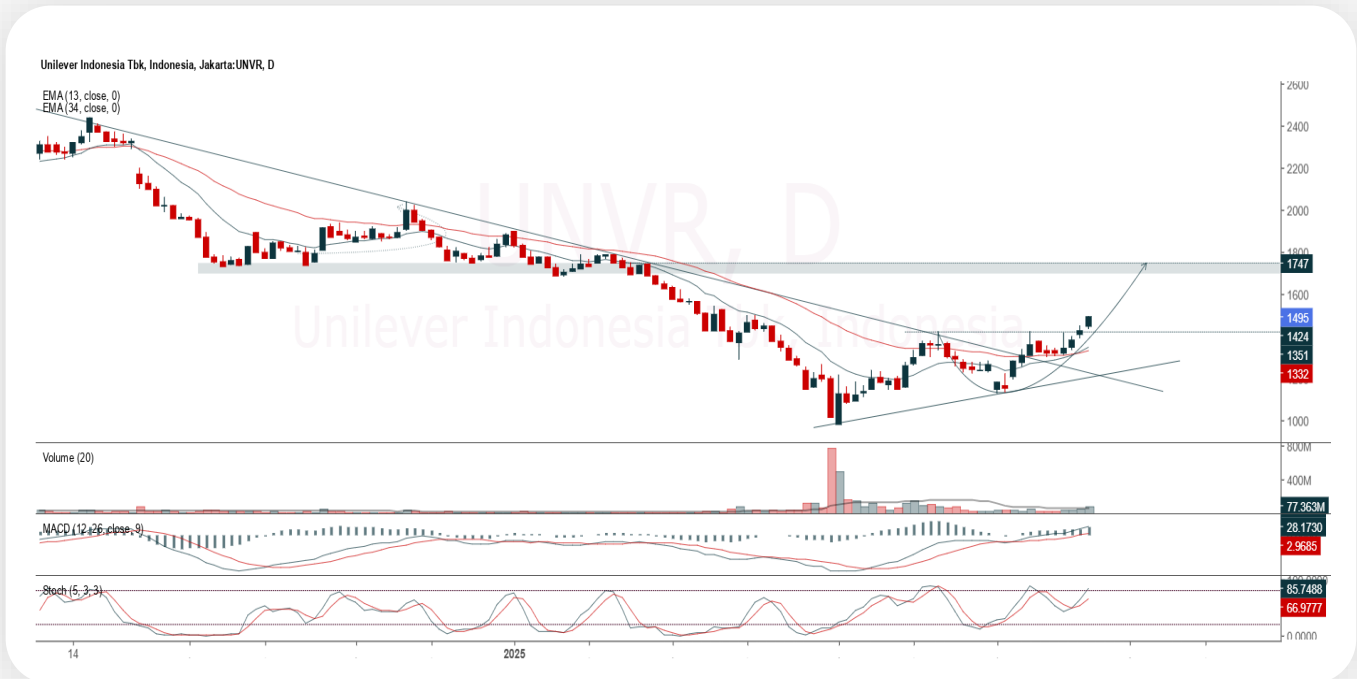 Unilever Indonesia Tbk, Indonesia, Jakarta:UNVR, D
EMA (13, close, 0)
EMA (34, close, 0)
2600
2400
2200
2000
1800
1747
1600
1495
1424
1351
1332
1000
UNVR, D
Unilever Indonesia Tbk, Indonesia
Volume (20)
800M
400M
77.363M
MACD (12, 26, close, 9)
28.1730
2.9685
Stoch (5, 3, 3)
85.7488
66.9777
0.0000
14
2025